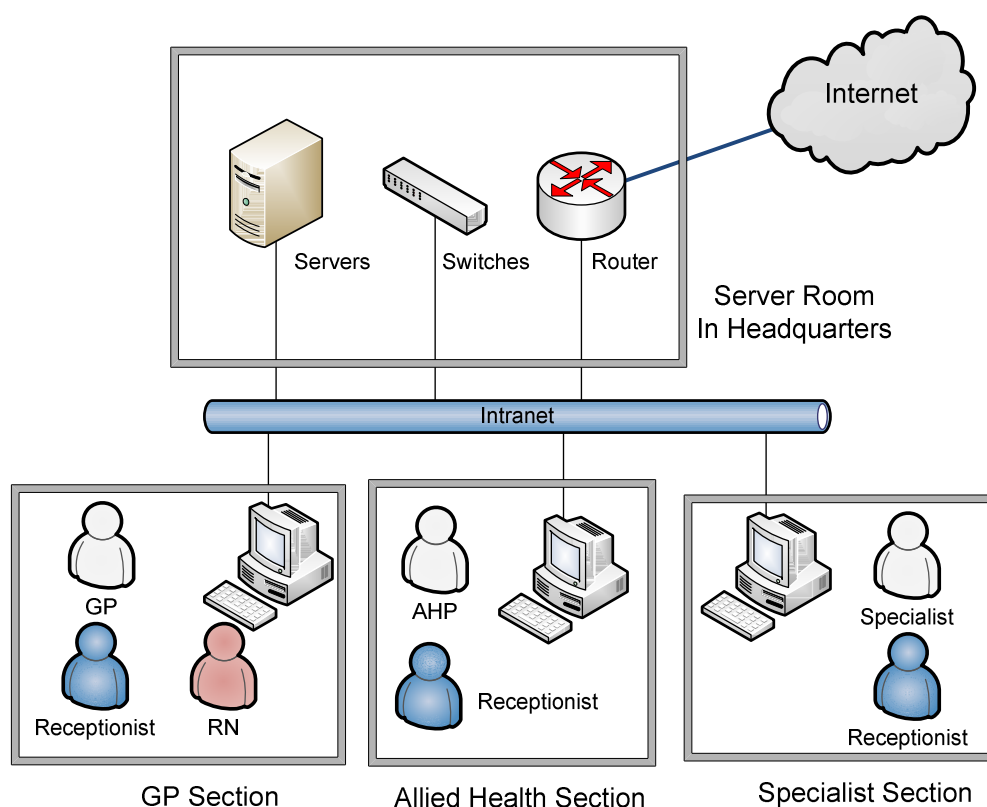 Internet
Servers
Switches
Router
Server Room
In Headquarters
Intranet
GP
Receptionist
RN
AHP
Receptionist
Specialist
Receptionist
GP Section
Allied Health Section
Specialist Section